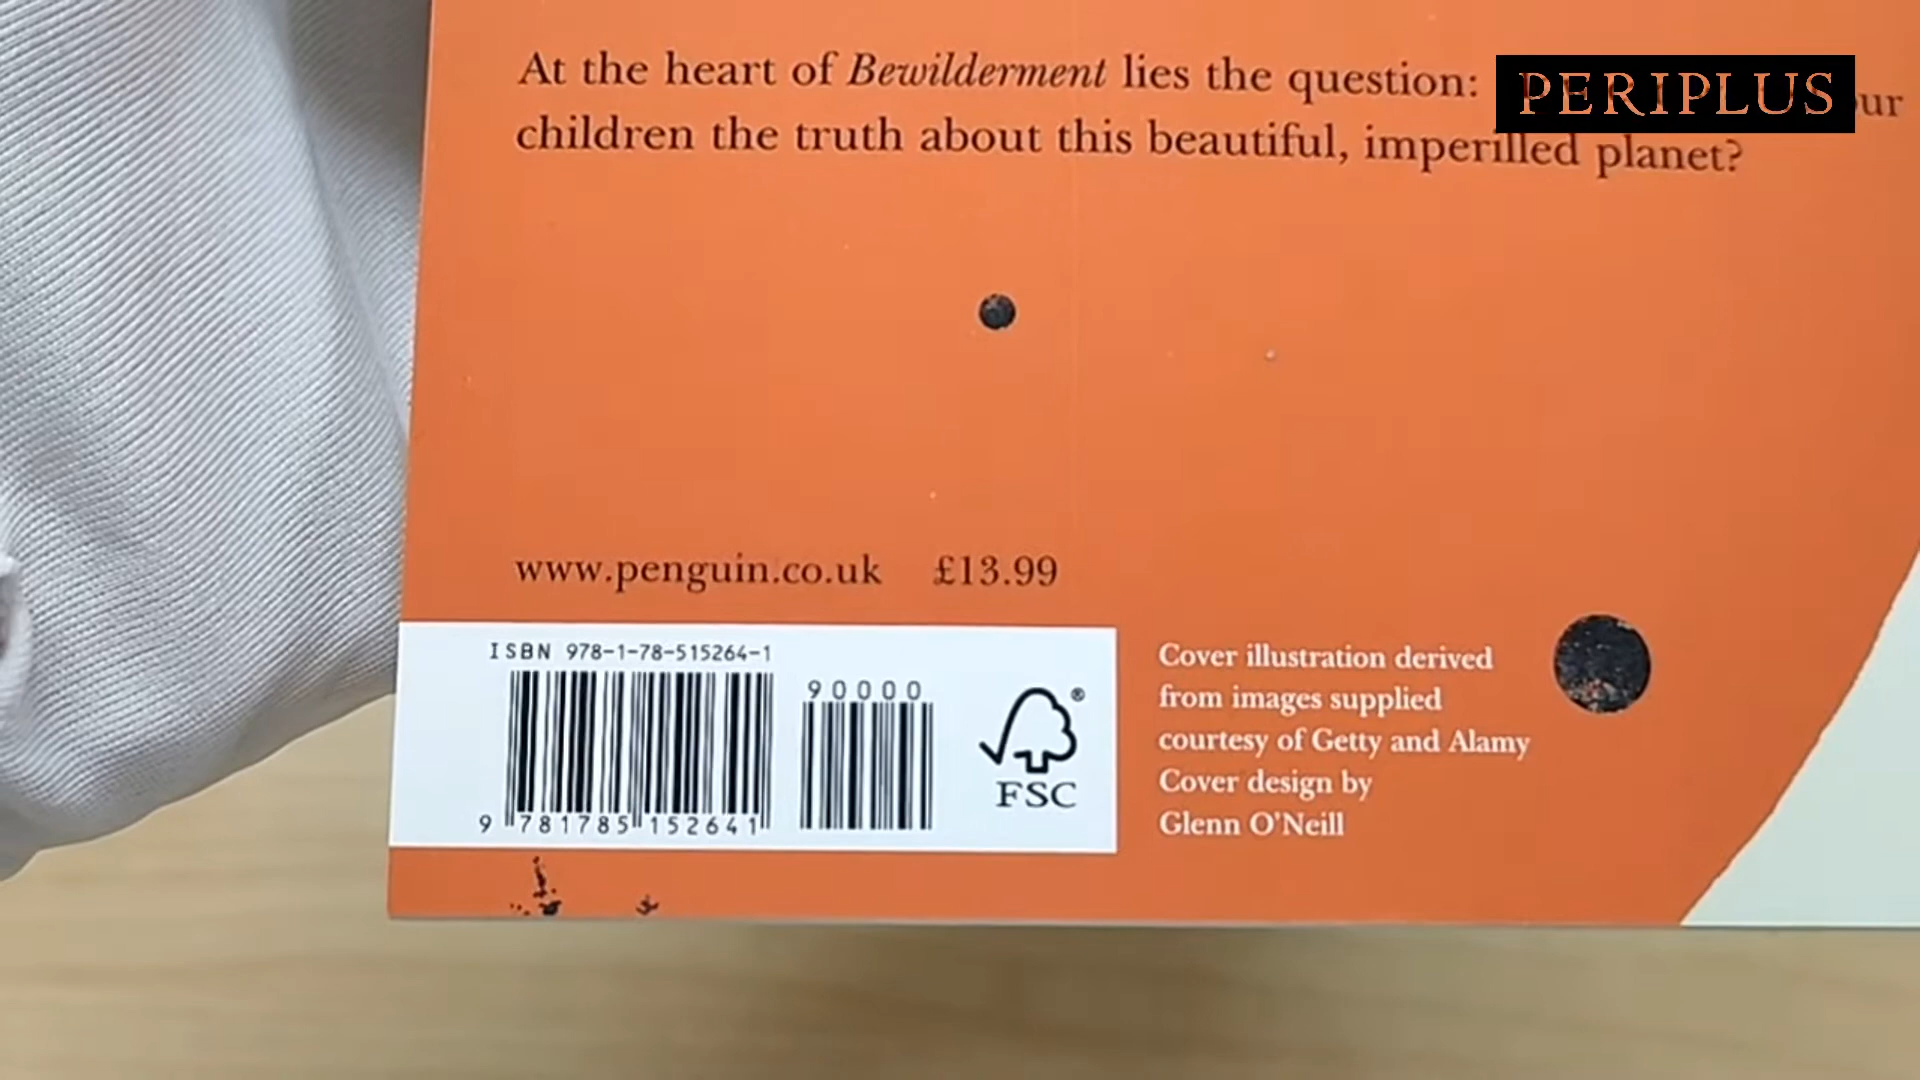 At the heart of Bewilderment lies the question:
PERIPLUS
our
children the truth about this beautiful, imperilled planet?
www.penguin.co.uk £13.99
ISBN 978-1-78-515264-1
90000
9 781785 152641
FSC
Cover illustration derived
from images supplied
courtesy of Getty and Alamy
Cover design by
Glenn O'Neill